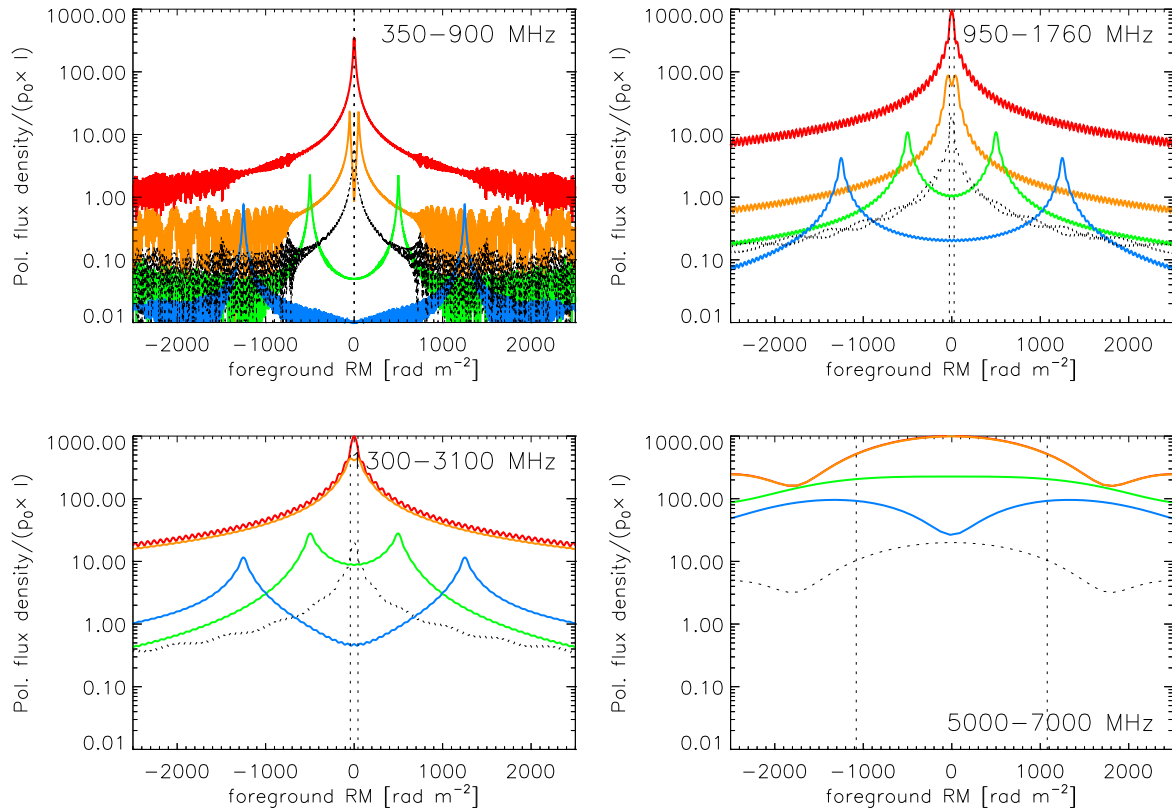 350−900 MHz
1000.00
100.00
10.00
1.00
0.10
0.01
Pol. flux density/(p₀× I)
−2000 −1000 0 1000 2000
foreground RM [rad m⁻²]
950−1760 MHz
1000.00
100.00
10.00
1.00
0.10
0.01
Pol. flux density/(p₀× I)
−2000 −1000 0 1000 2000
foreground RM [rad m⁻²]
300−3100 MHz
1000.00
100.00
10.00
1.00
0.10
0.01
Pol. flux density/(p₀× I)
−2000 −1000 0 1000 2000
foreground RM [rad m⁻²]
1000.00
100.00
10.00
1.00
0.10
0.01
Pol. flux density/(p₀× I)
5000−7000 MHz
−2000 −1000 0 1000 2000
foreground RM [rad m⁻²]